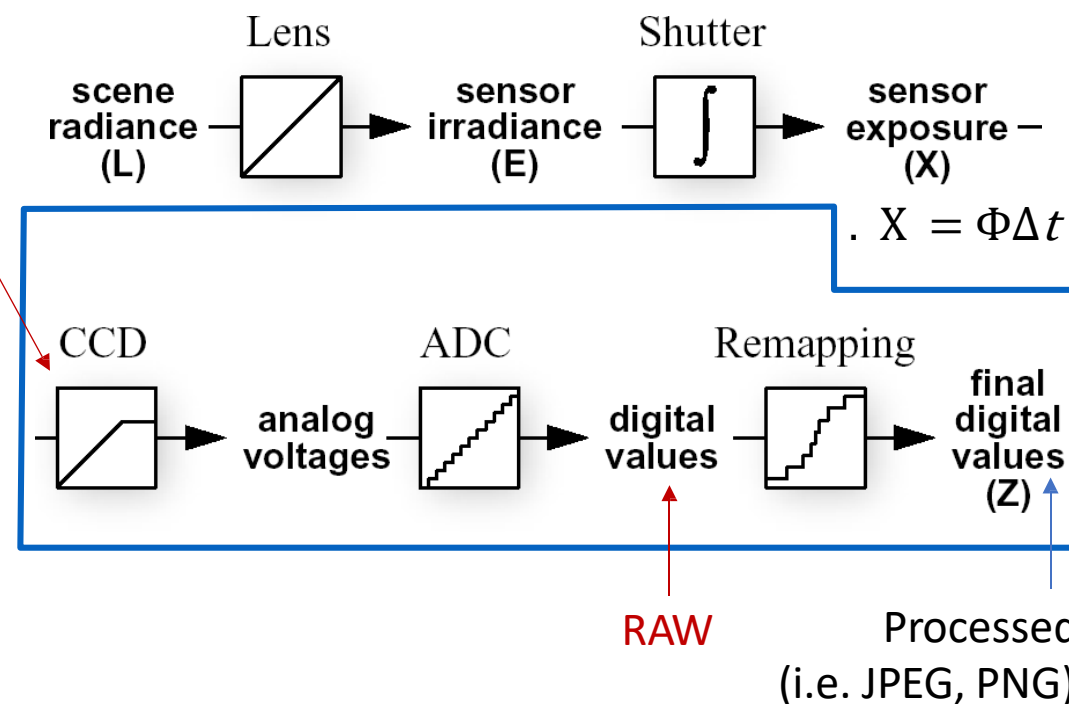 Lens
Shutter
scene
radiance
(L)
sensor
irradiance
(E)
∫
sensor
exposure
(X)
. X = ΦΔt
CCD
analog
voltages
ADC
digital
values
Remapping
final
digital
values
(Z)
RAW
Processed
(i.e. JPEG, PNG)